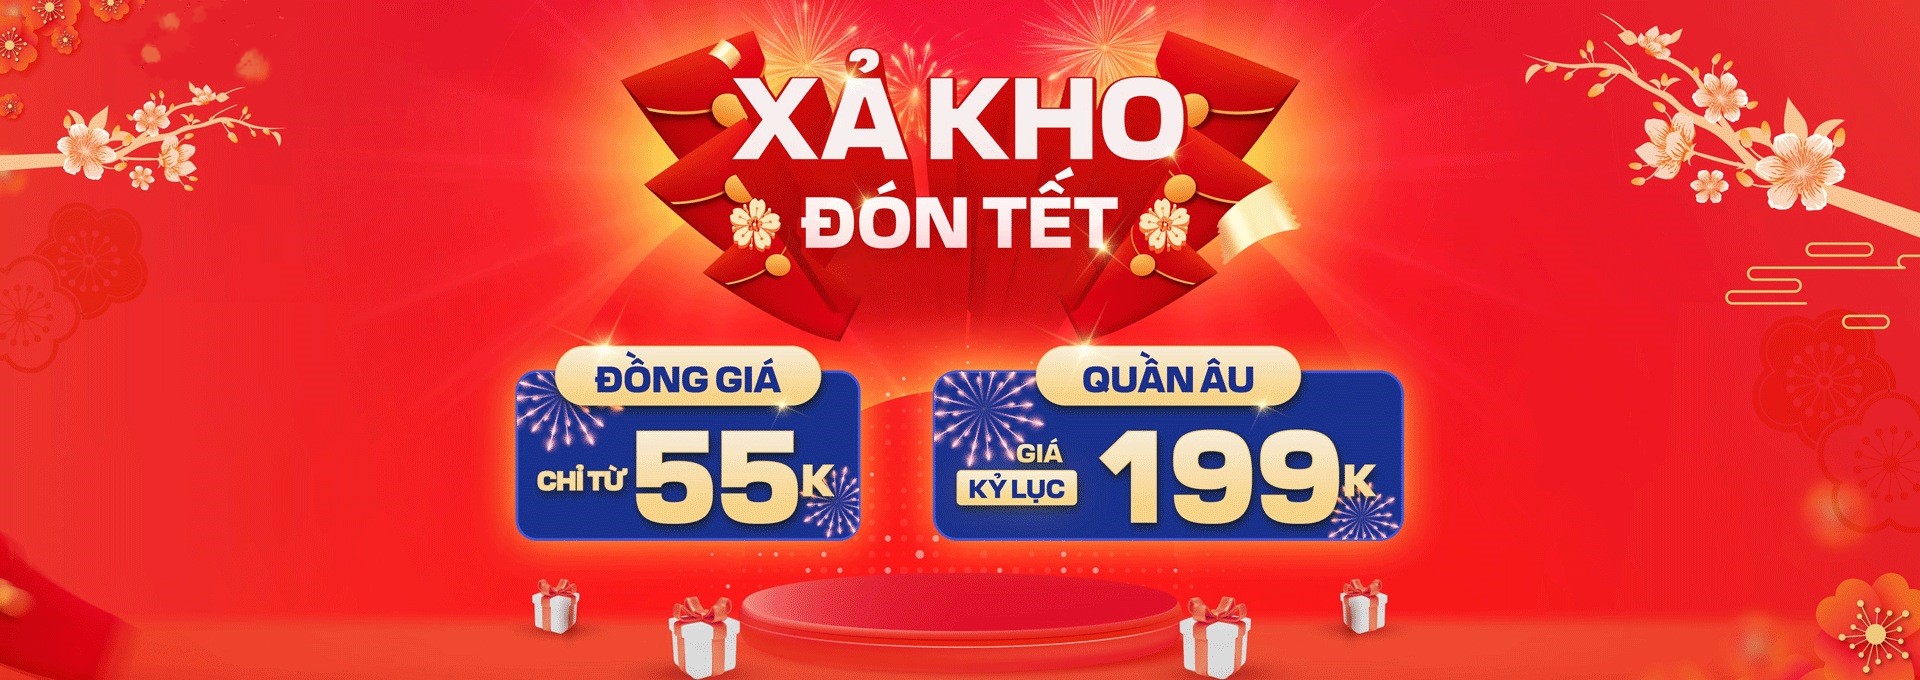 XẢ KHO
ĐÓN TẾT
ĐỒNG GIÁ
CHỈ TỪ 55K
QUẦN ÂU
GIÁ
KỶ LỤC 199K